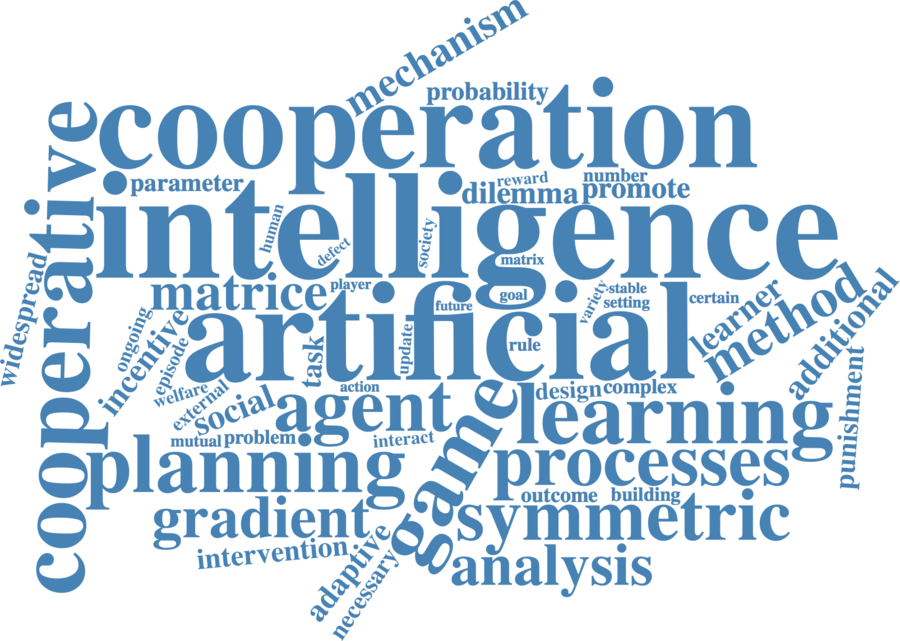 mechanism
probability
cooperation
cooperative
parameter
reward
number
dilemma
promote
intelligence
human
defect
society
matrix
widespread
matrice
player
future
goal
variety
stable
setting
certain
learner
method
additional
ongoing
incentive
episode
artificial
task
update
rule
welfare
external
social
action
agent
design
complex
learning
punishment
mutual
problem
interact
game
planning
processes
outcome
building
gradient
symmetric
intervention
adaptive
necessary
analysis